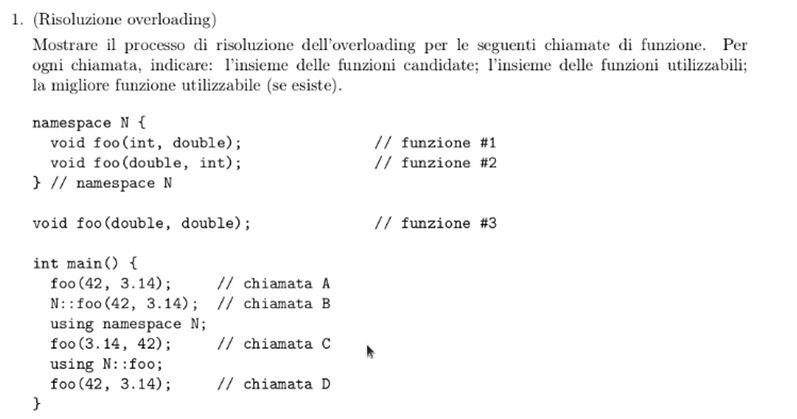 1. (Risoluzione overloading)
Mostrare il processo di risoluzione dell'overloading per le seguenti chiamate di funzione. Per
ogni chiamata, indicare: l'insieme delle funzioni candidate; l'insieme delle funzioni utilizzabili;
la migliore funzione utilizzabile (se esiste).
namespace N {
  void foo(int, double);               // funzione #1
  void foo(double, int);               // funzione #2
} // namespace N
void foo(double, double);              // funzione #3
int main() {
  foo(42, 3.14);     // chiamata A
  N::foo(42, 3.14);  // chiamata B
  using namespace N;
  foo(3.14, 42);     // chiamata C
  using N::foo;
  foo(42, 3.14);     // chiamata D
}